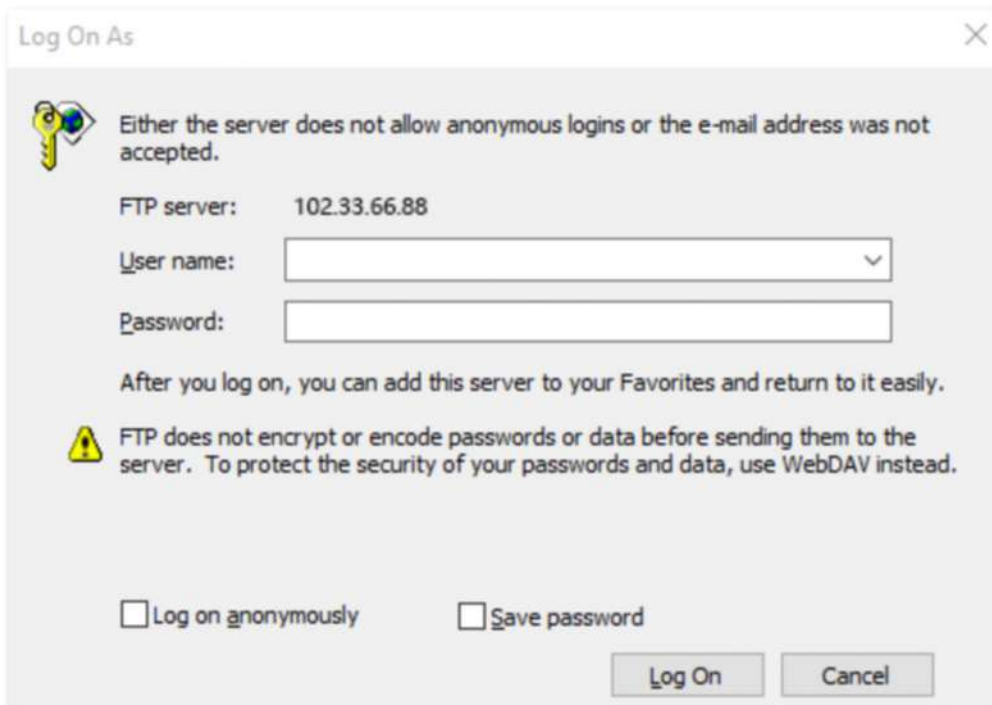 Log On As
Either the server does not allow anonymous logins or the e-mail address was not
accepted.
FTP server: 102.33.66.88
User name:
Password:
After you log on, you can add this server to your Favorites and return to it easily.
FTP does not encrypt or encode passwords or data before sending them to the
server. To protect the security of your passwords and data, use WebDAV instead.
Log on anonymously Save password
Log On Cancel